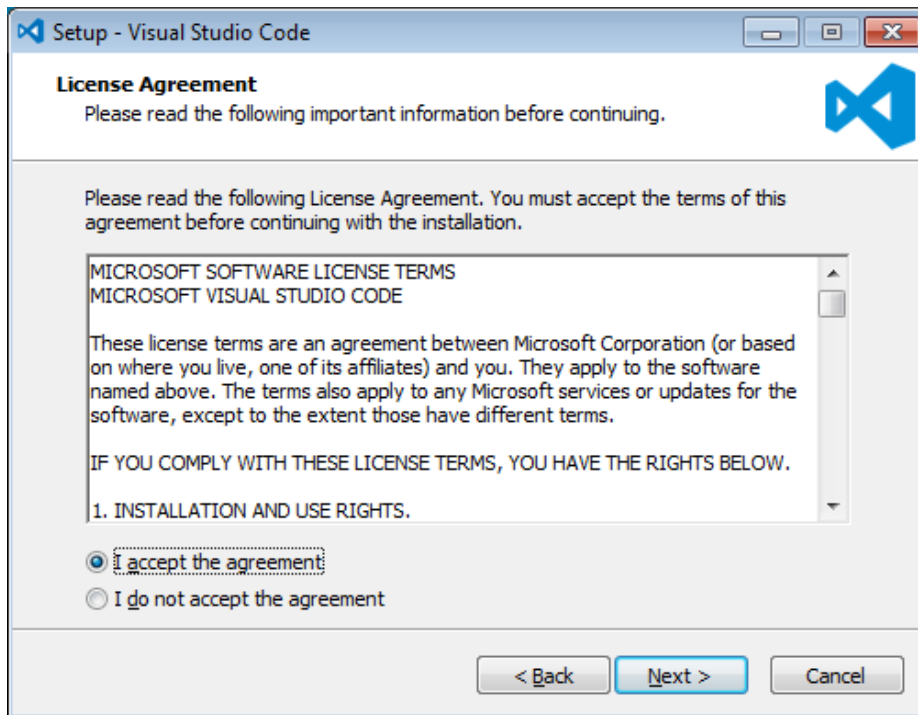 Setup - Visual Studio Code
License Agreement
Please read the following important information before continuing.
Please read the following License Agreement. You must accept the terms of this
agreement before continuing with the installation.
MICROSOFT SOFTWARE LICENSE TERMS
MICROSOFT VISUAL STUDIO CODE
These license terms are an agreement between Microsoft Corporation (or based
on where you live, one of its affiliates) and you. They apply to the software
named above. The terms also apply to any Microsoft services or updates for the
software, except to the extent those have different terms.
IF YOU COMPLY WITH THESE LICENSE TERMS, YOU HAVE THE RIGHTS BELOW.
1. INSTALLATION AND USE RIGHTS.
I accept the agreement
I do not accept the agreement
< Back Next > Cancel